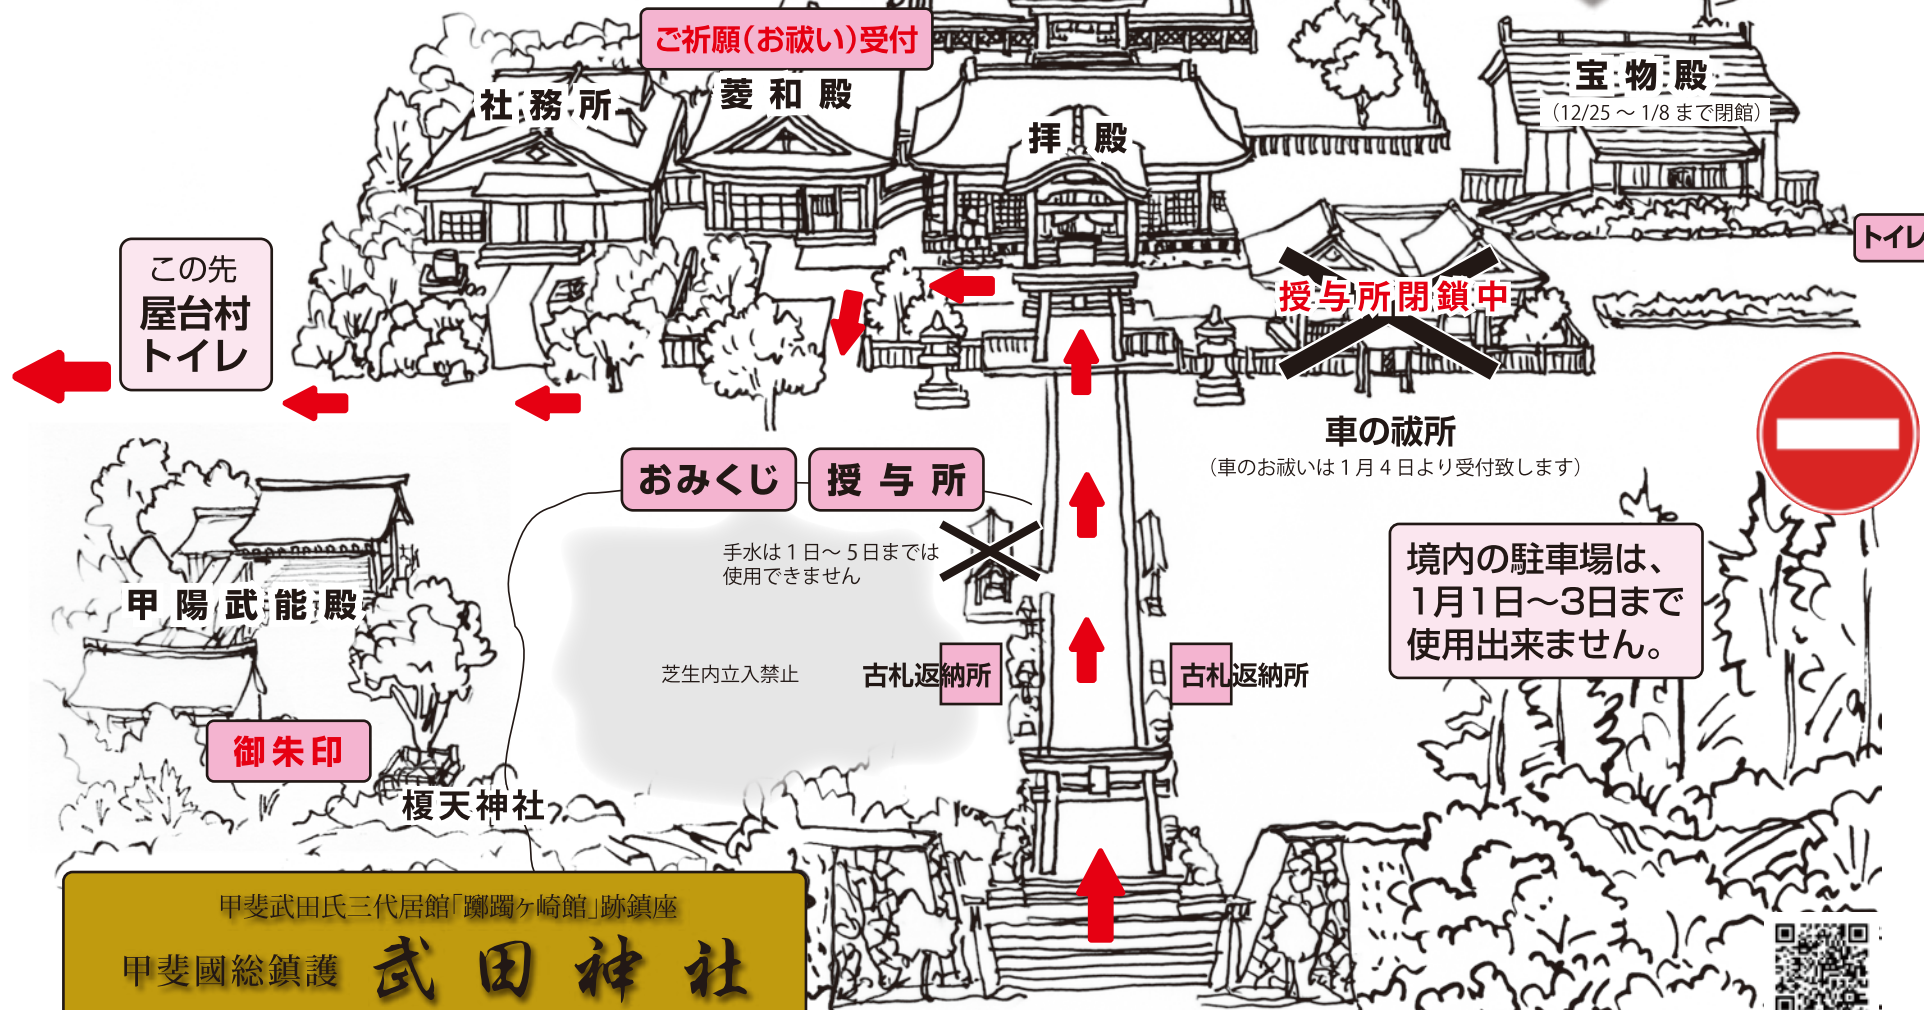 ご祈願(お祓い)受付
社務所
菱和殿
拝殿
宝物殿
（12/25～1/8まで閉館）
トイレ
この先
屋台村
トイレ
授与所閉鎖中
車の祓所
（車のお祓いは1月4日より受付致します）
おみくじ
授与所
手水は1日～5日までは
使用できません
境内の駐車場は、
1月1日～3日まで
使用出来ません。
甲陽武能殿
芝生内立入禁止
古札返納所
古札返納所
御朱印
榎天神社
甲斐武田氏三代居館「躑躅ヶ崎館」跡鎮座
甲斐國総鎮護 武田神社